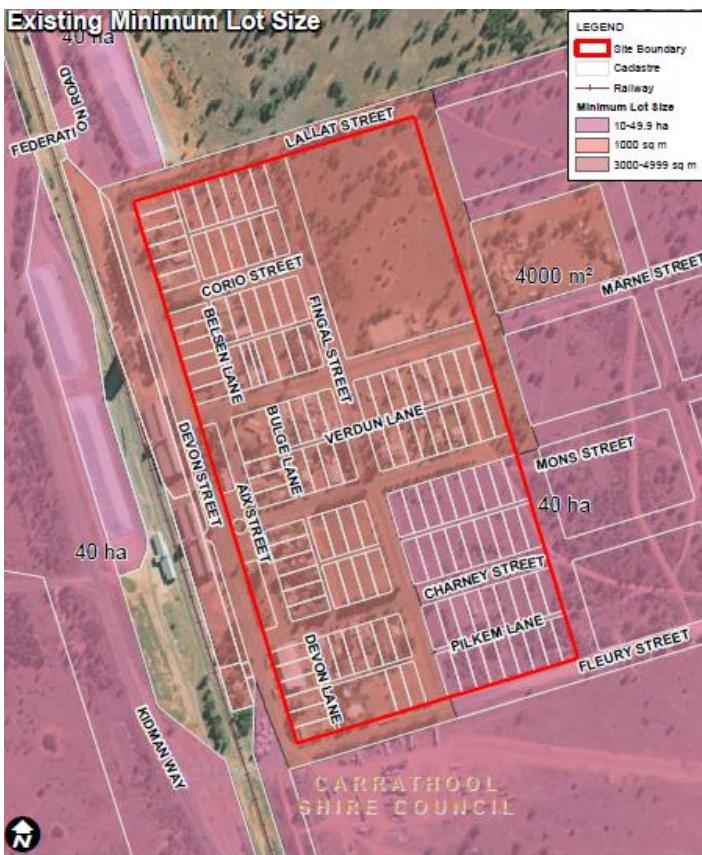 Existing Minimum Lot Size
LEGEND
Site Boundary
Cadastre
Railway
Minimum Lot Size
10-49.9 ha
1000 sq m
3000-4999 sq m
40 ha
FEDERATION ROAD
LALLAT STREET
4000 m²
MARNE STREET
CORIO STREET
FINGAL STREET
BELSEN LANE
BULGE LANE
VERDUN LANE
DEVON STREET
AIX STREET
MONS STREET
40 ha
40 ha
CHARNEY STREET
PILKEM LANE
DEVON LANE
FLEURY STREET
KIDMAN WAY
CARRATHOOL
SHIRE COUNCIL
N